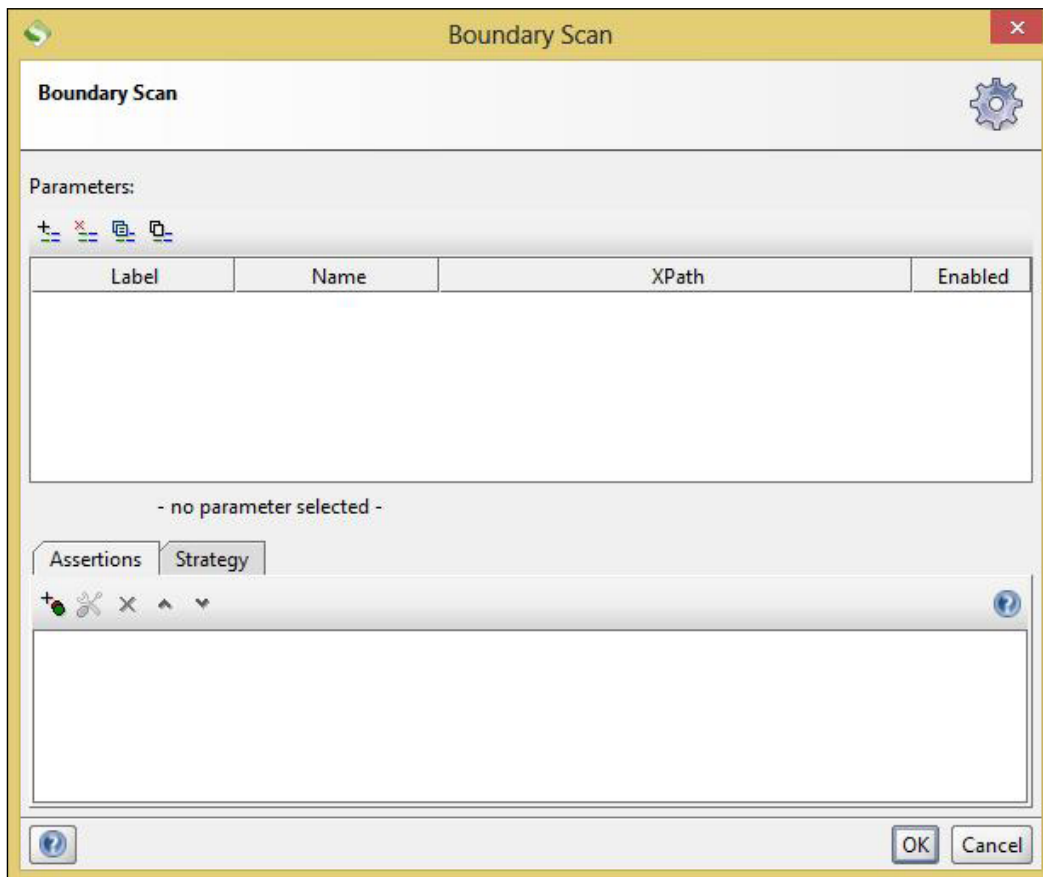 Boundary Scan
Boundary Scan
Parameters:
Label Name XPath Enabled
- no parameter selected -
Assertions Strategy
OK Cancel